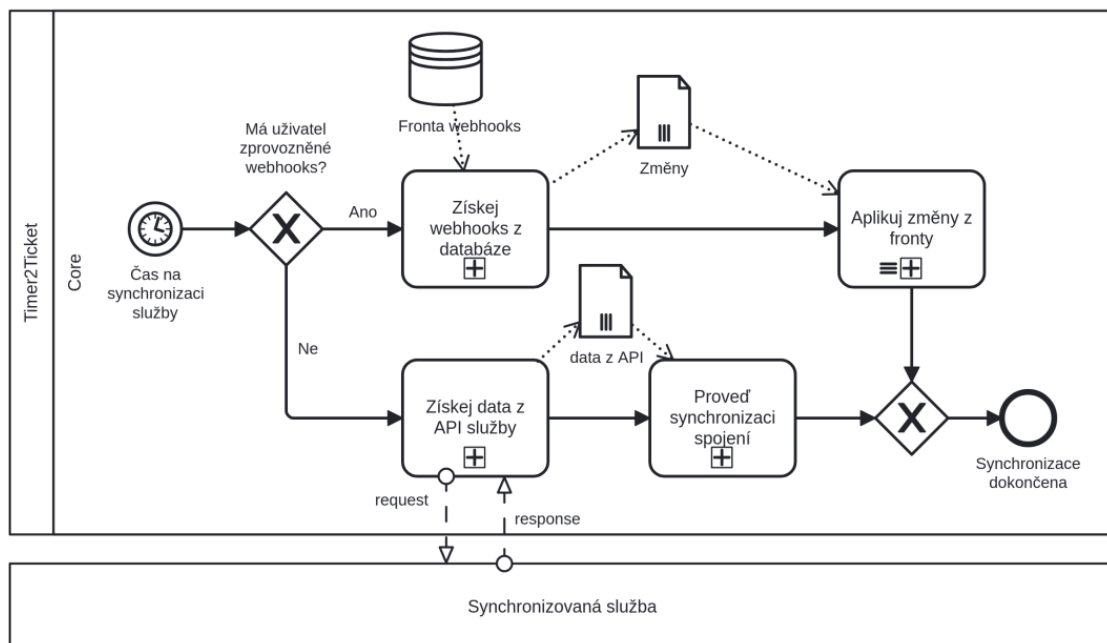 Timer2Ticket
Core
Fronta webhooks
Má uživatel
zprovozněné
webhooks?
Změny
Čas na
synchronizaci
služby
Ano
Získej
webhooks z
databáze
Aplikuj změny z
fronty
Ne
data z API
Získej data z
API služby
Proveď
synchronizaci
spojení
Synchronizace
dokončena
request
response
Synchronizovaná služba